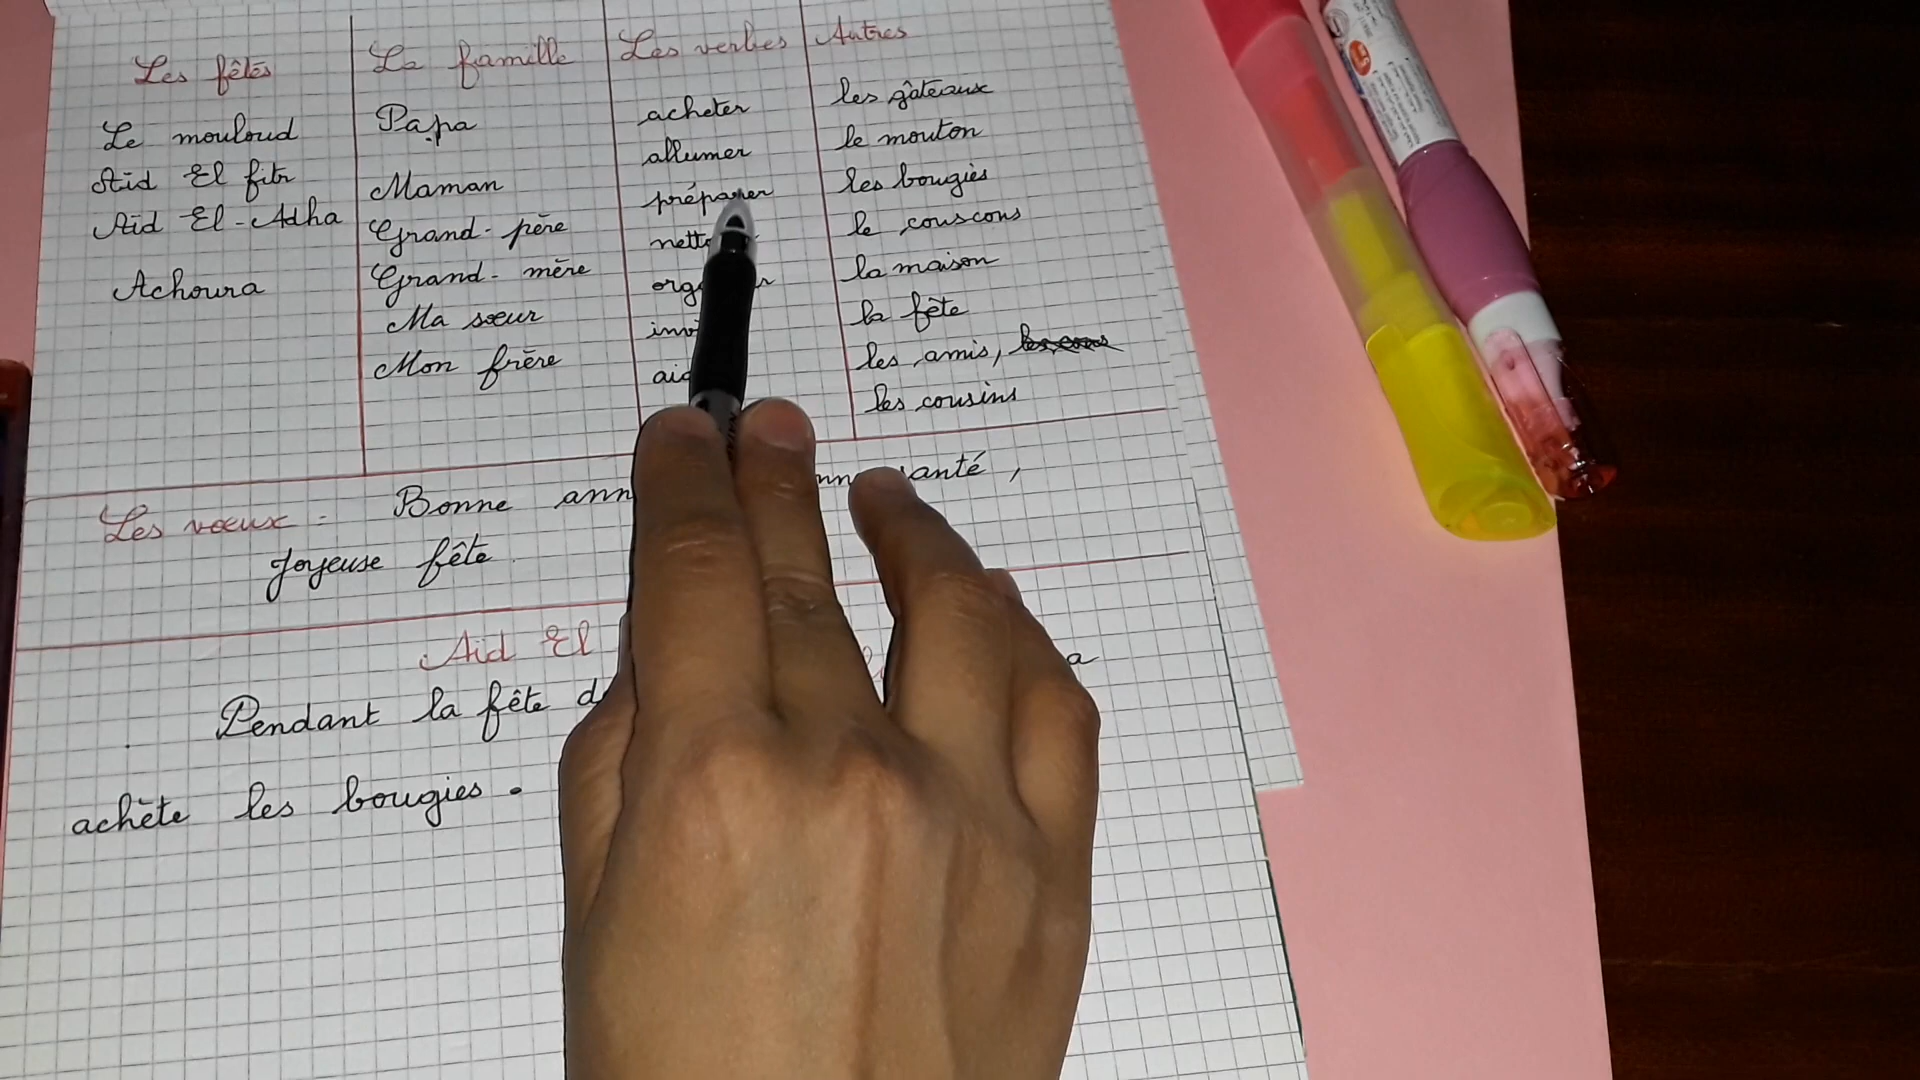 Les fêtes
Le mouloud
Aïd El fitr
Aïd El-Adha
Achoura
La famille
Papa
Maman
Grand-père
Grand-mère
Ma sœur
Mon frère
Les verbes
acheter
allumer
préparer
Autres
les gâteaux
le mouton
les bougies
le couscous
la maison
la fête
les amis,
les cousins
Les vœux : Bonne
Joyeuse fête
Aid El
Pendant la fête
achète les bougies.